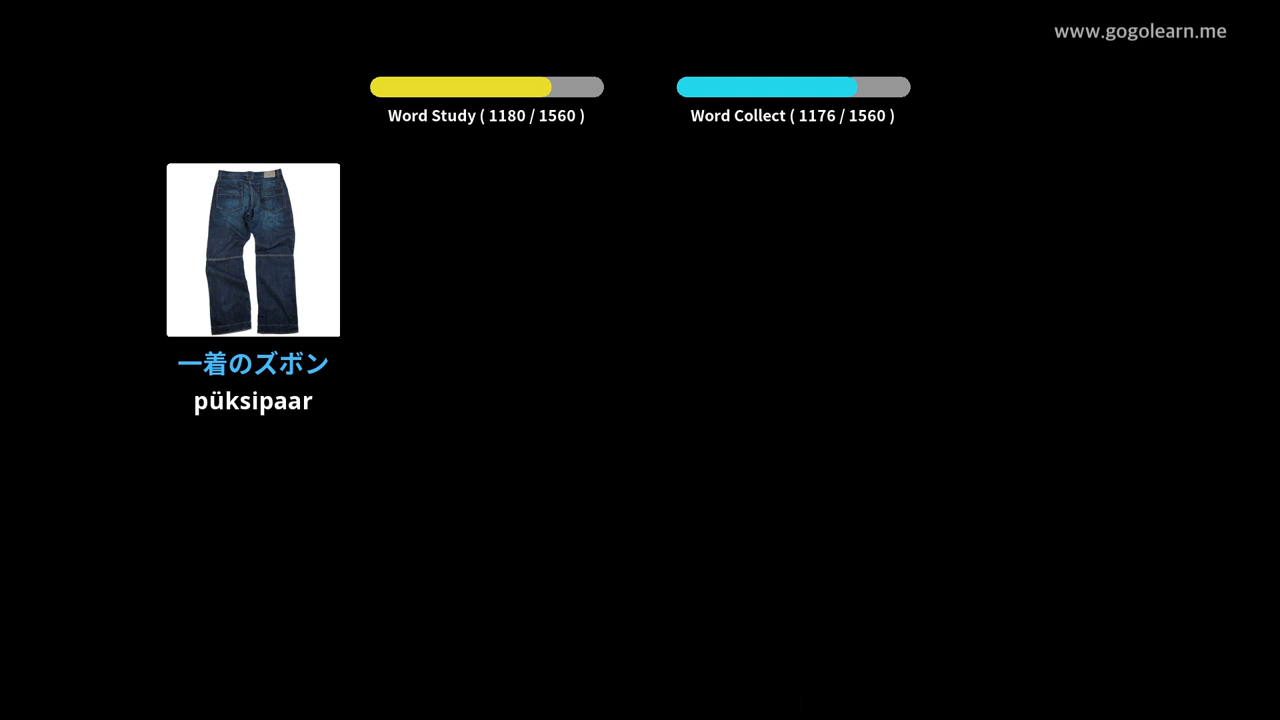 www.gogolearn.me
Word Study ( 1180 / 1560 )
Word Collect ( 1176 / 1560 )
一着のズボン
püksipaar